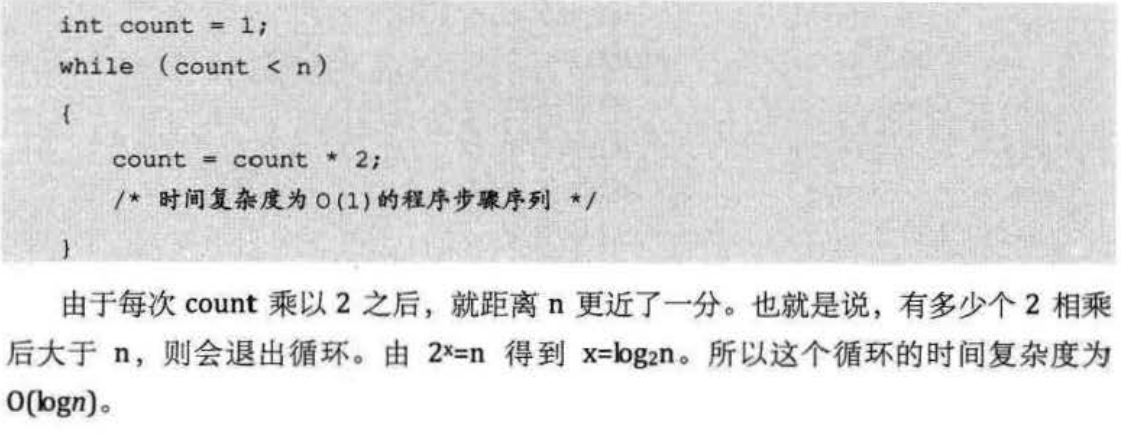 int count = 1;
while （count < n）
{
count = count * 2;
/* 时间复杂度为O(1)的程序步骤序列 */
}
由于每次 count 乘以 2 之后，就距离 n 更近了一分。也就是说，有多少个 2 相乘
后大于 n，则会退出循环。由 2ˣ=n 得到 x=log₂n。所以这个循环的时间复杂度为
O(logn)。